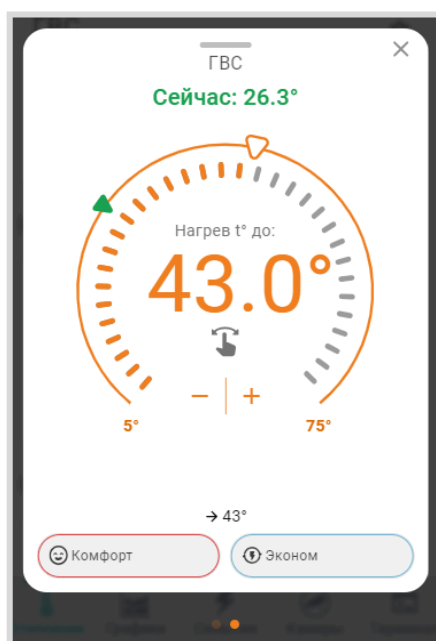 ГВС
Сейчас: 26.3°
Нагрев t° до:
43.0°
− | +
5°
75°
→ 43°
Комфорт
Эконом